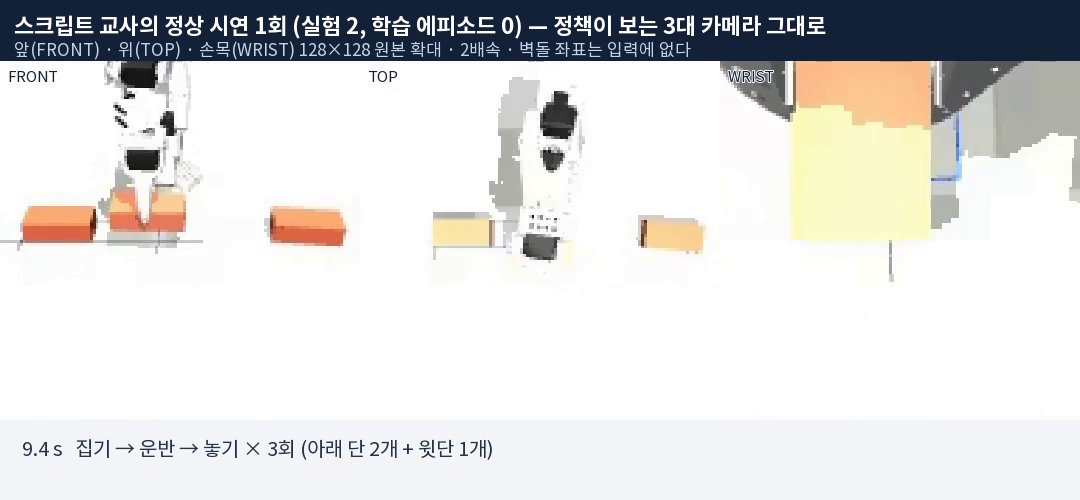 스크립트 교사의 정상 시연 1회 (실험 2, 학습 에피소드 0) — 정책이 보는 3대 카메라 그대로
앞(FRONT) · 위(TOP) · 손목(WRIST) 128×128 원본 확대 · 2배속 · 벽돌 좌표는 입력에 없다
FRONT
TOP
WRIST
9.4 s 집기 → 운반 → 놓기 × 3회 (아래 단 2개 + 윗단 1개)